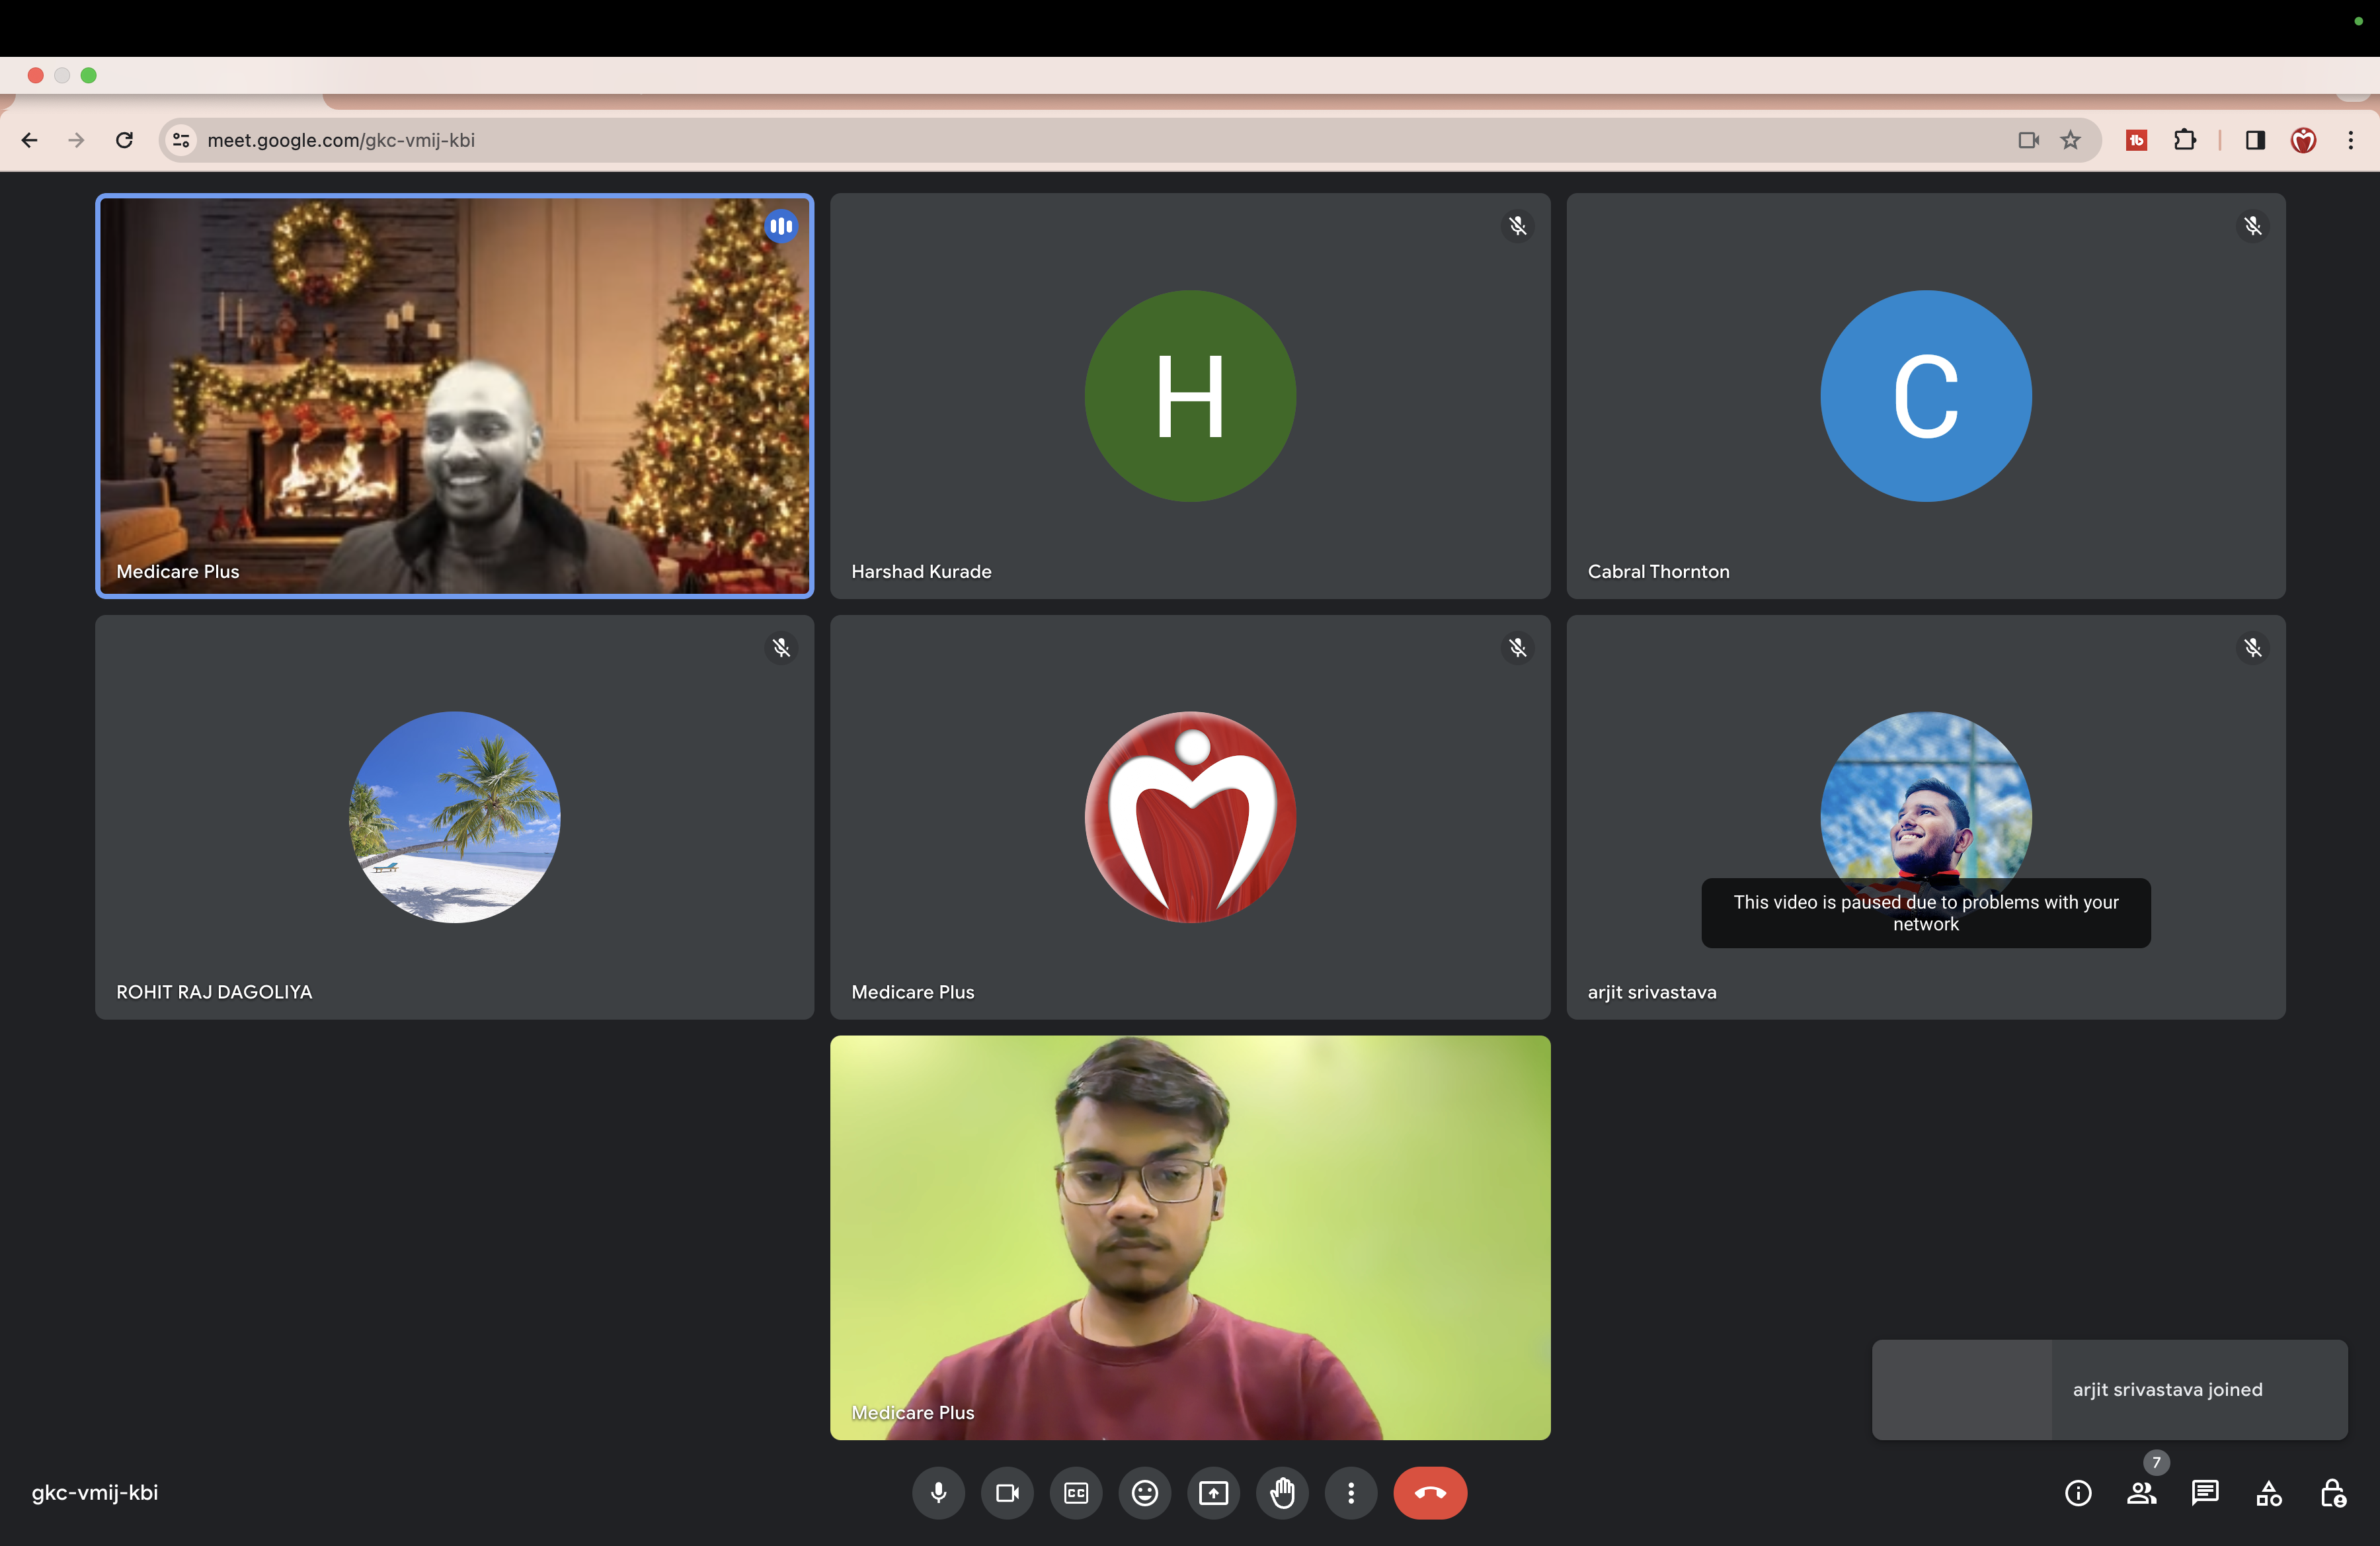 meet.google.com/gkc-vmij-kbi
tb
Medicare Plus
H
Harshad Kurade
C
Cabral Thornton
ROHIT RAJ DAGOLIYA
Medicare Plus
This video is paused due to problems with your
network
arjit srivastava
Medicare Plus
arjit srivastava joined
gkc-vmij-kbi
CC
7